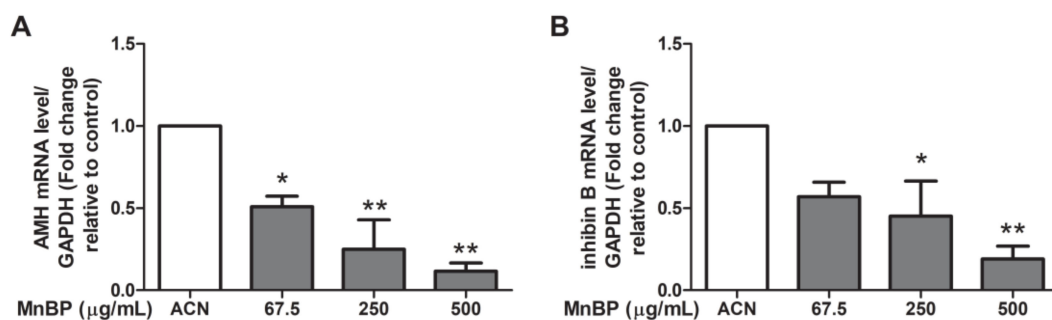 A
AMH mRNA level/
GAPDH (Fold change
relative to control)
1.5
1.0
0.5
0.0
*
**
**
MnBP (μg/mL) ACN 67.5 250 500
B
inhibin B mRNA level/
GAPDH (Fold change
relative to control)
1.5
1.0
0.5
0.0
*
**
MnBP (μg/mL) ACN 67.5 250 500